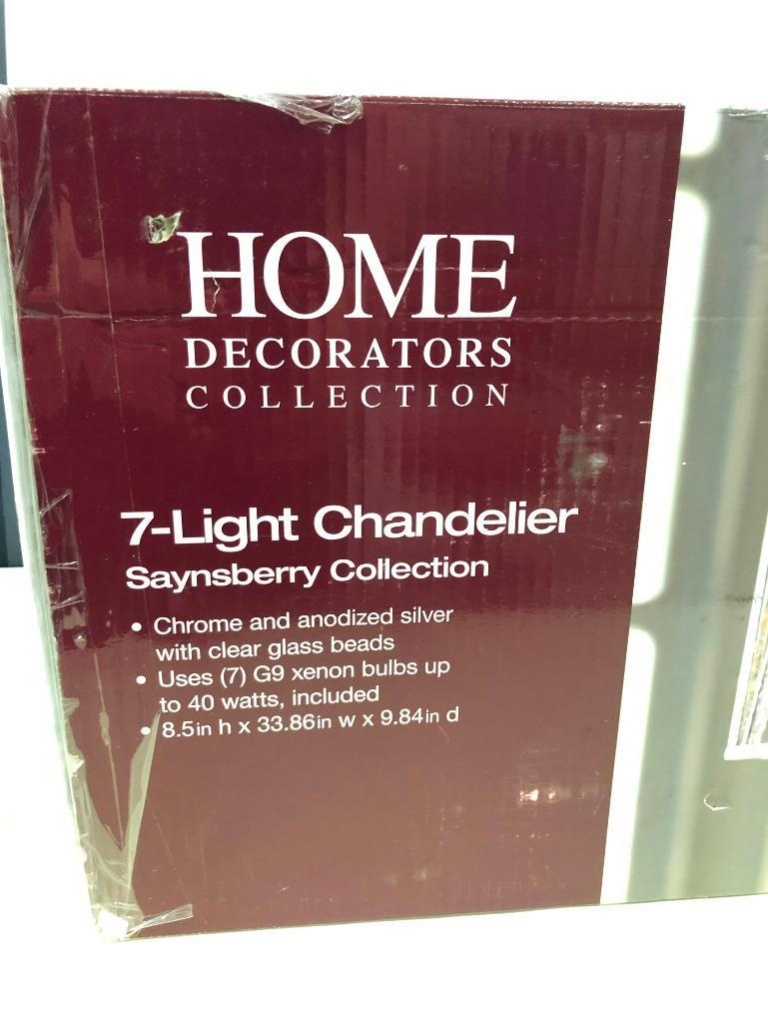 HOME
DECORATORS
COLLECTION
7-Light Chandelier
Saynsberry Collection
• Chrome and anodized silver
with clear glass beads
• Uses (7) G9 xenon bulbs up
to 40 watts, included
• 8.5in h x 33.86in w x 9.84in d